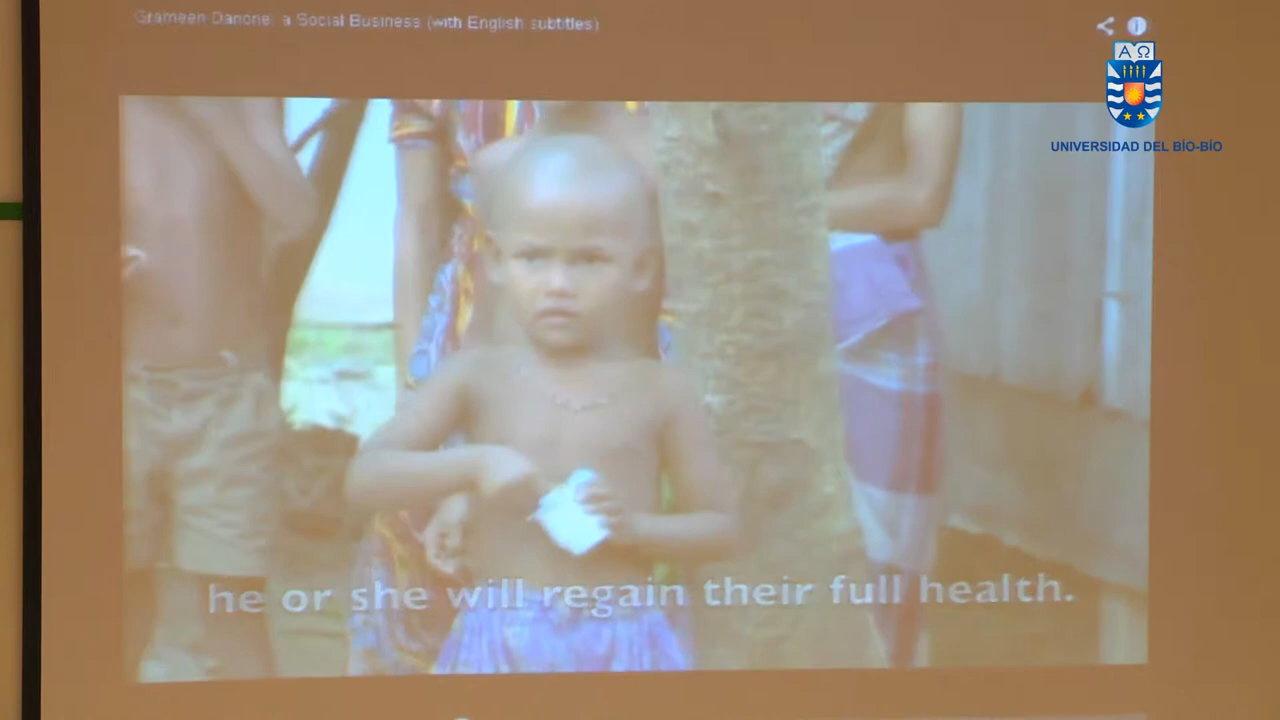 Grameen Danone: a Social Business (with English subtitles)
ΑΩ
UNIVERSIDAD DEL BÍO-BÍO
he or she will regain their full health.